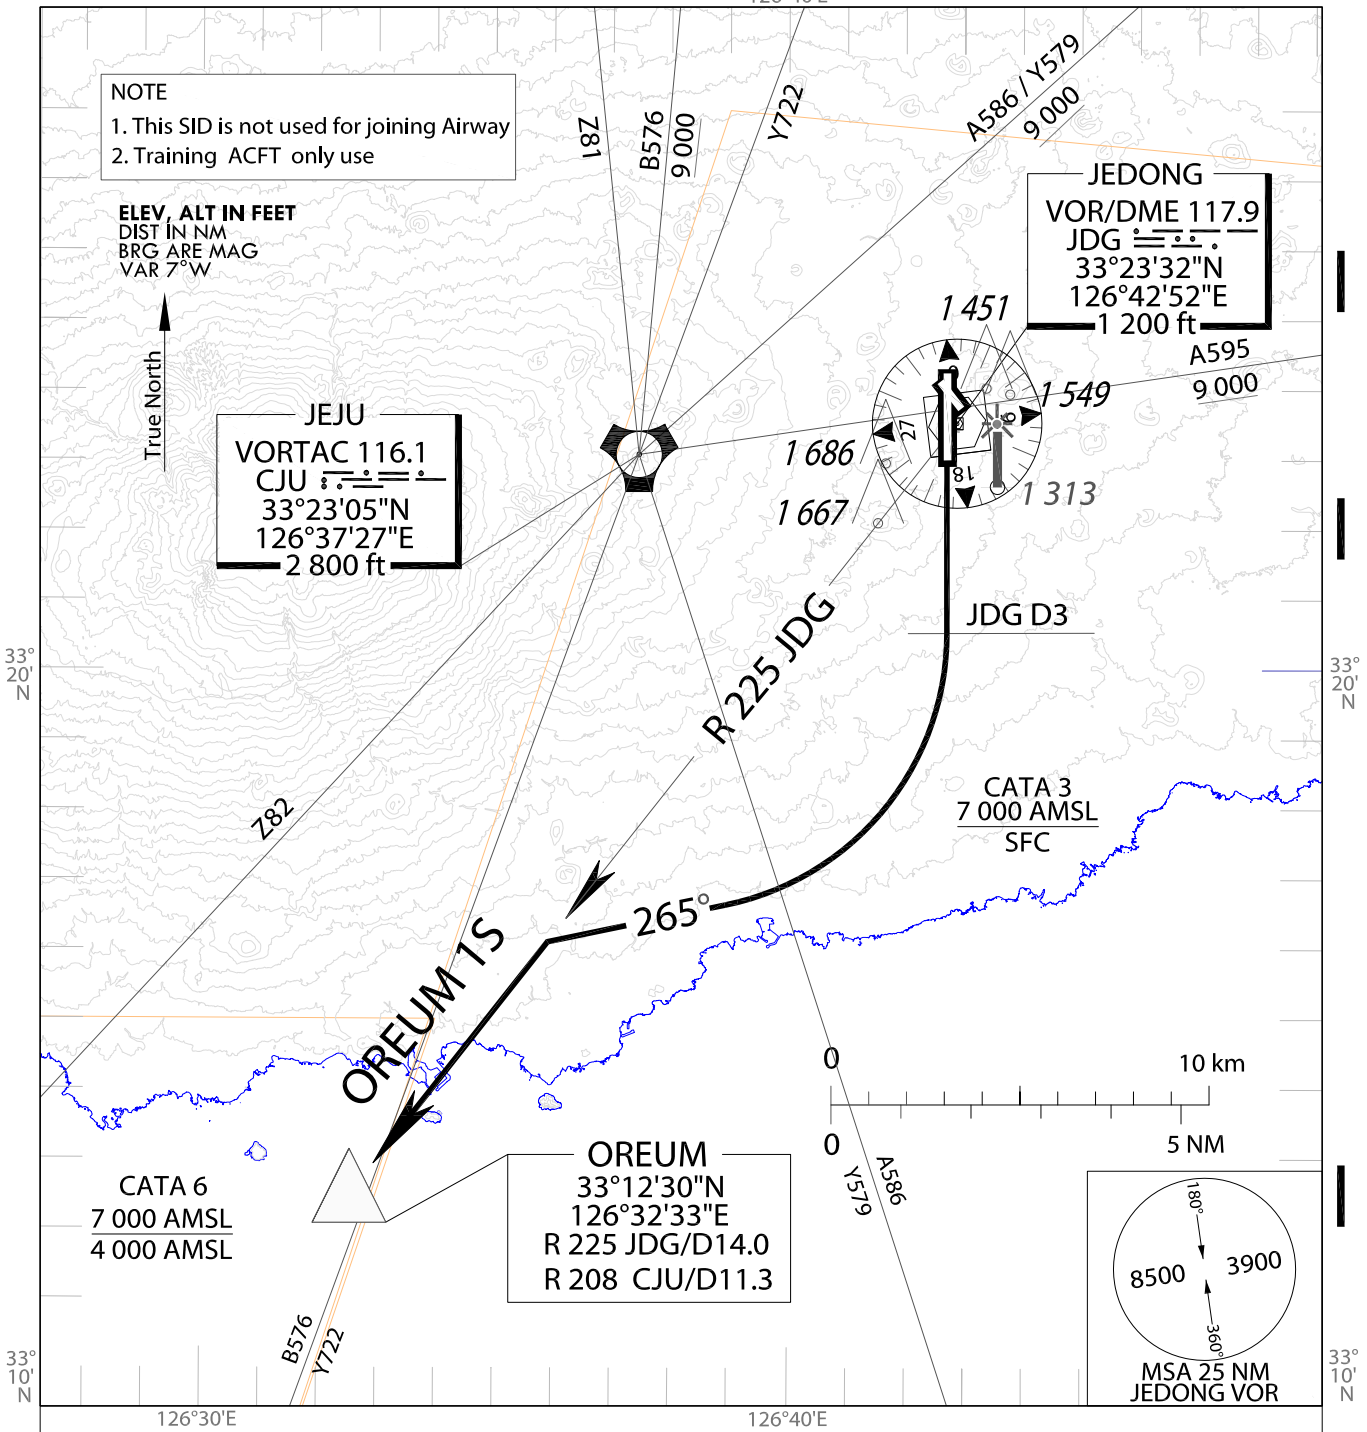 NOTE
1. This SID is not used for joining Airway
2. Training ACFT only use
ELEV, ALT IN FEET
DIST IN NM
BRG ARE MAG
VAR 7°W
True North
Z81
B576
9 000
Y722
A586 / Y579
9 000
JEDONG
VOR/DME 117.9
JDG
33°23'32"N
126°42'52"E
1 200 ft
A595
9 000
1 451
1 549
1 686
1 667
1 313
27
18
9
JEJU
VORTAC 116.1
CJU
33°23'05"N
126°37'27"E
2 800 ft
JDG D3
R 225 JDG
33°
20'
N
33°
20'
N
Z82
CATA 3
7 000 AMSL
SFC
265°
OREUM 1S
0
10 km
0
5 NM
CATA 6
7 000 AMSL
4 000 AMSL
OREUM
33°12'30"N
126°32'33"E
R 225 JDG/D14.0
R 208 CJU/D11.3
Y579
A586
B576
Y722
180°
8500
3900
360°
MSA 25 NM
JEDONG VOR
33°
10'
N
33°
10'
N
126°30'E
126°40'E